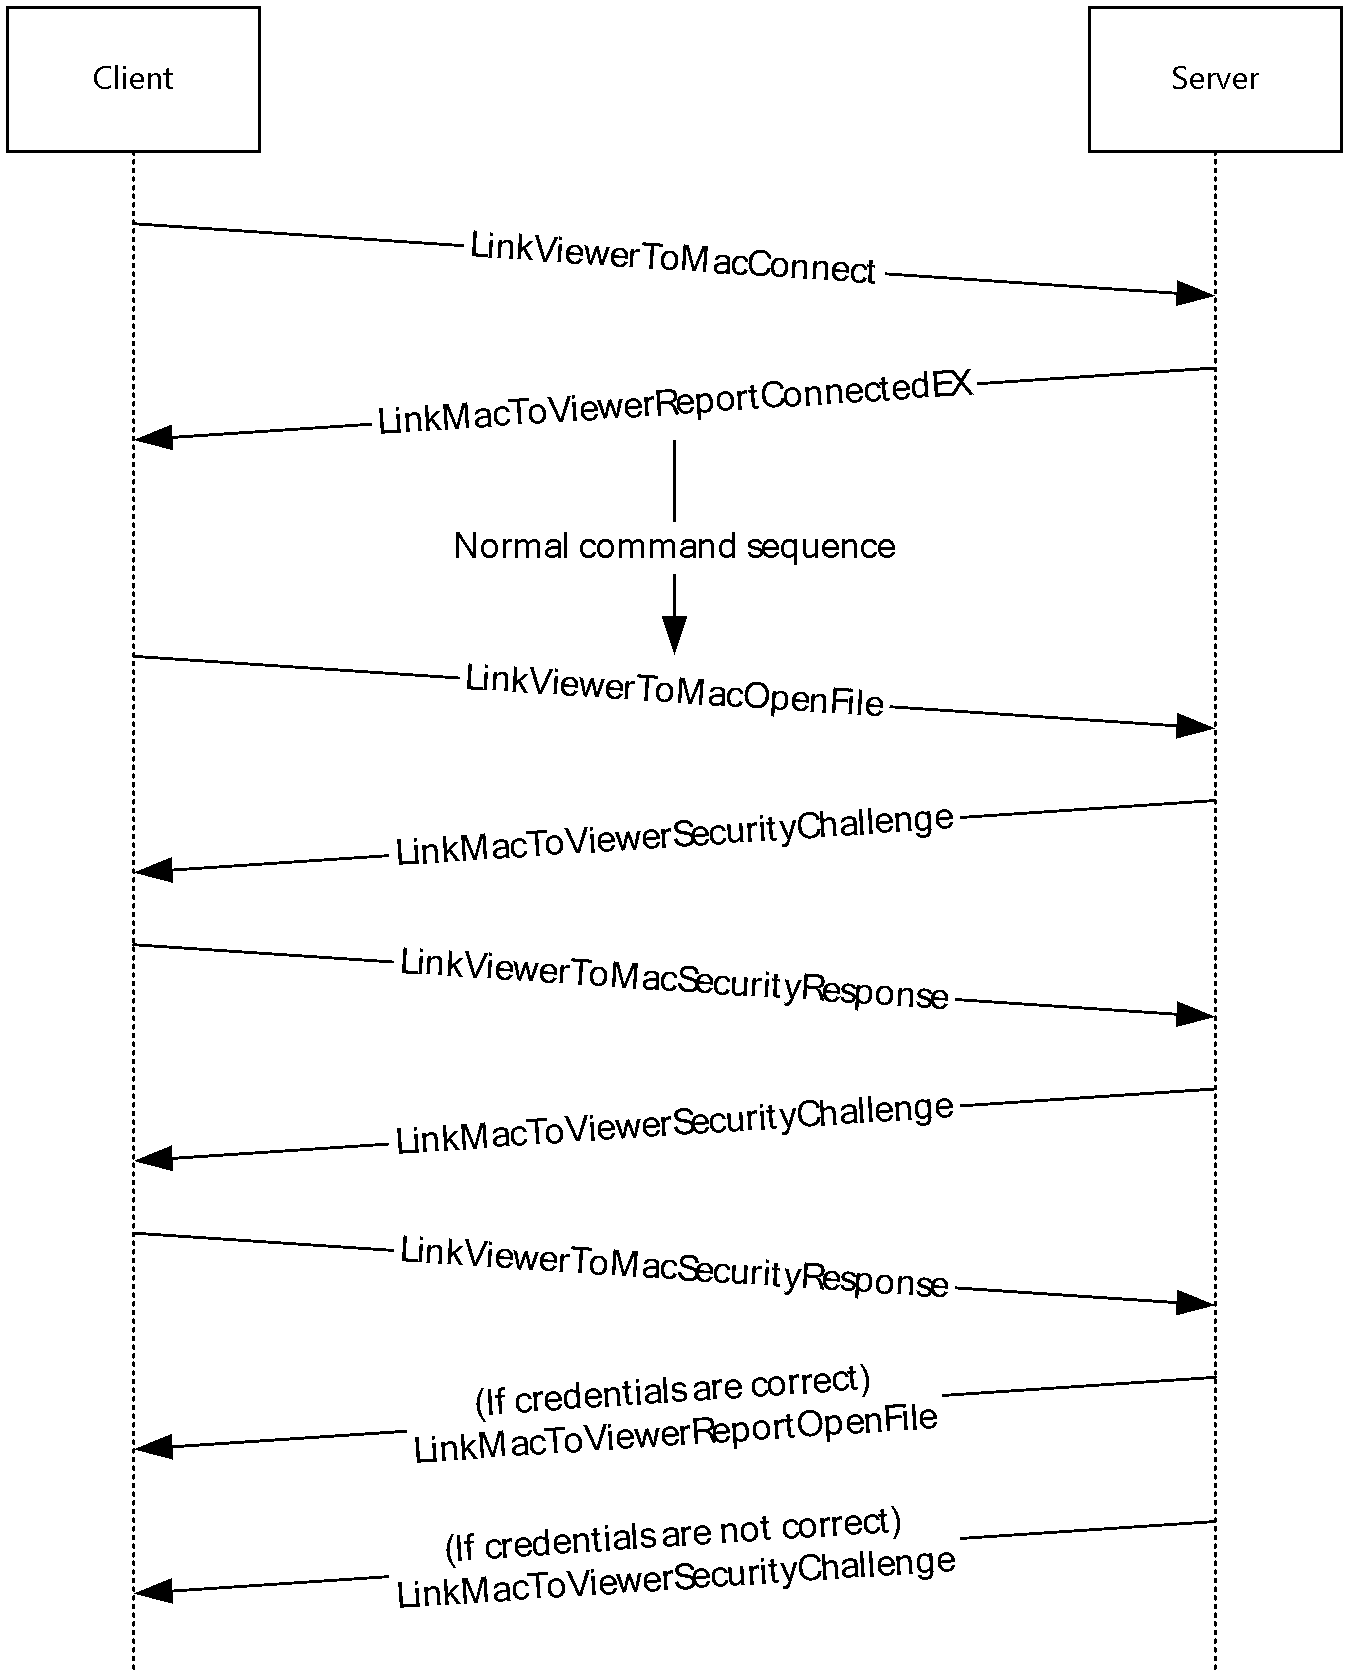 Client
Server
LinkViewerToMacConnect
LinkMacToViewerReportConnectedEX
Normal command sequence
LinkViewerToMacOpenFile
LinkMacToViewerSecurityChallenge
LinkViewerToMacSecurityResponse
LinkMacToViewerSecurityChallenge
LinkViewerToMacSecurityResponse
(If credentials are correct)
LinkMacToViewerReportOpenFile
(If credentials are not correct)
LinkMacToViewerSecurityChallenge